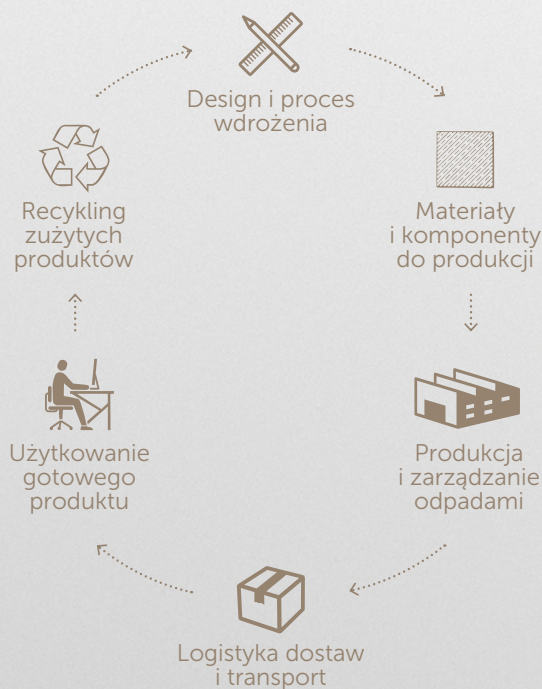 Design i proces
wdrożenia
Materiały
i komponenty
do produkcji
Produkcja
i zarządzanie
odpadami
Logistyka dostaw
i transport
Użytkowanie
gotowego
produktu
Recykling
zużytych
produktów